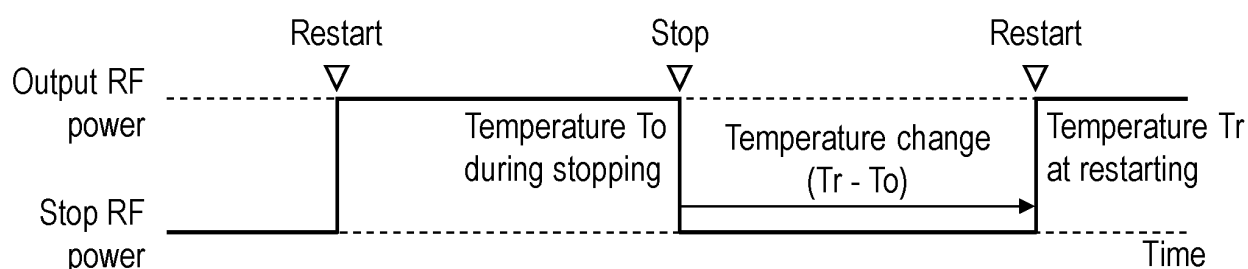 Restart
Stop
Restart
Output RF
power
Temperature To
during stopping
Temperature change
(Tr - To)
Temperature Tr
at restarting
Stop RF
power
Time